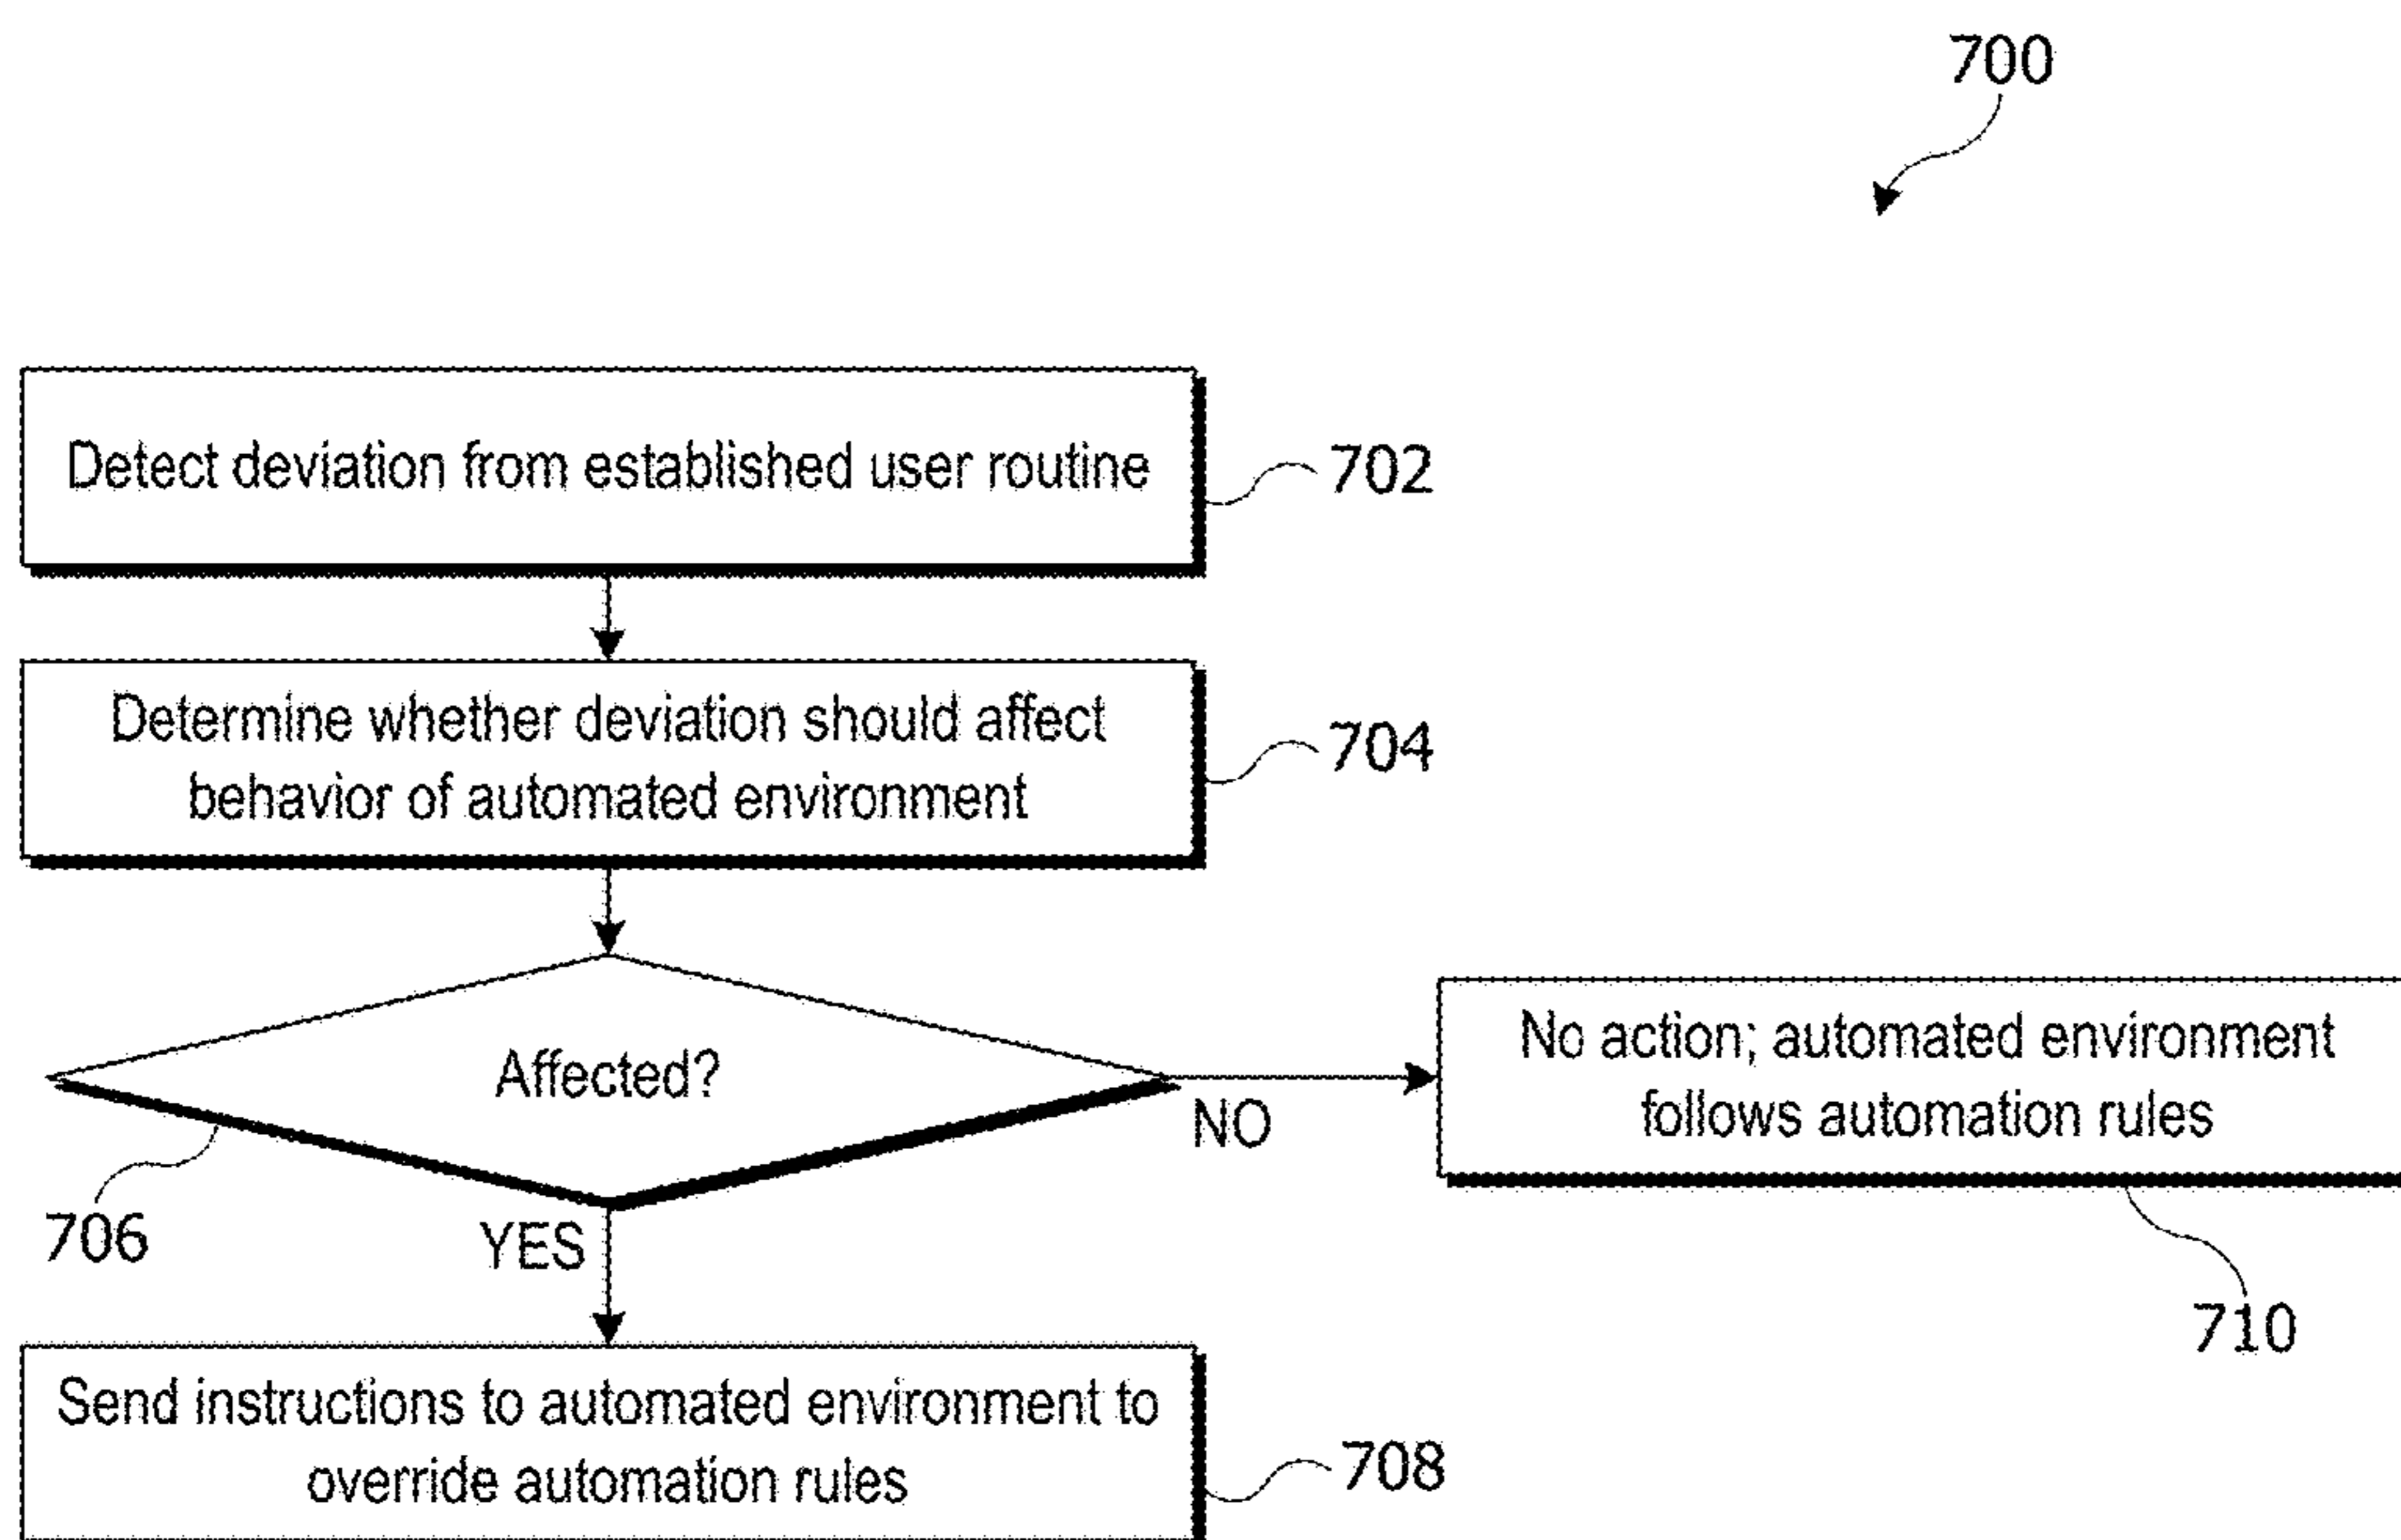 700
Detect deviation from established user routine
702
Determine whether deviation should affect
behavior of automated environment
704
Affected?
NO
No action; automated environment
follows automation rules
706
YES
710
Send instructions to automated environment to
override automation rules
708